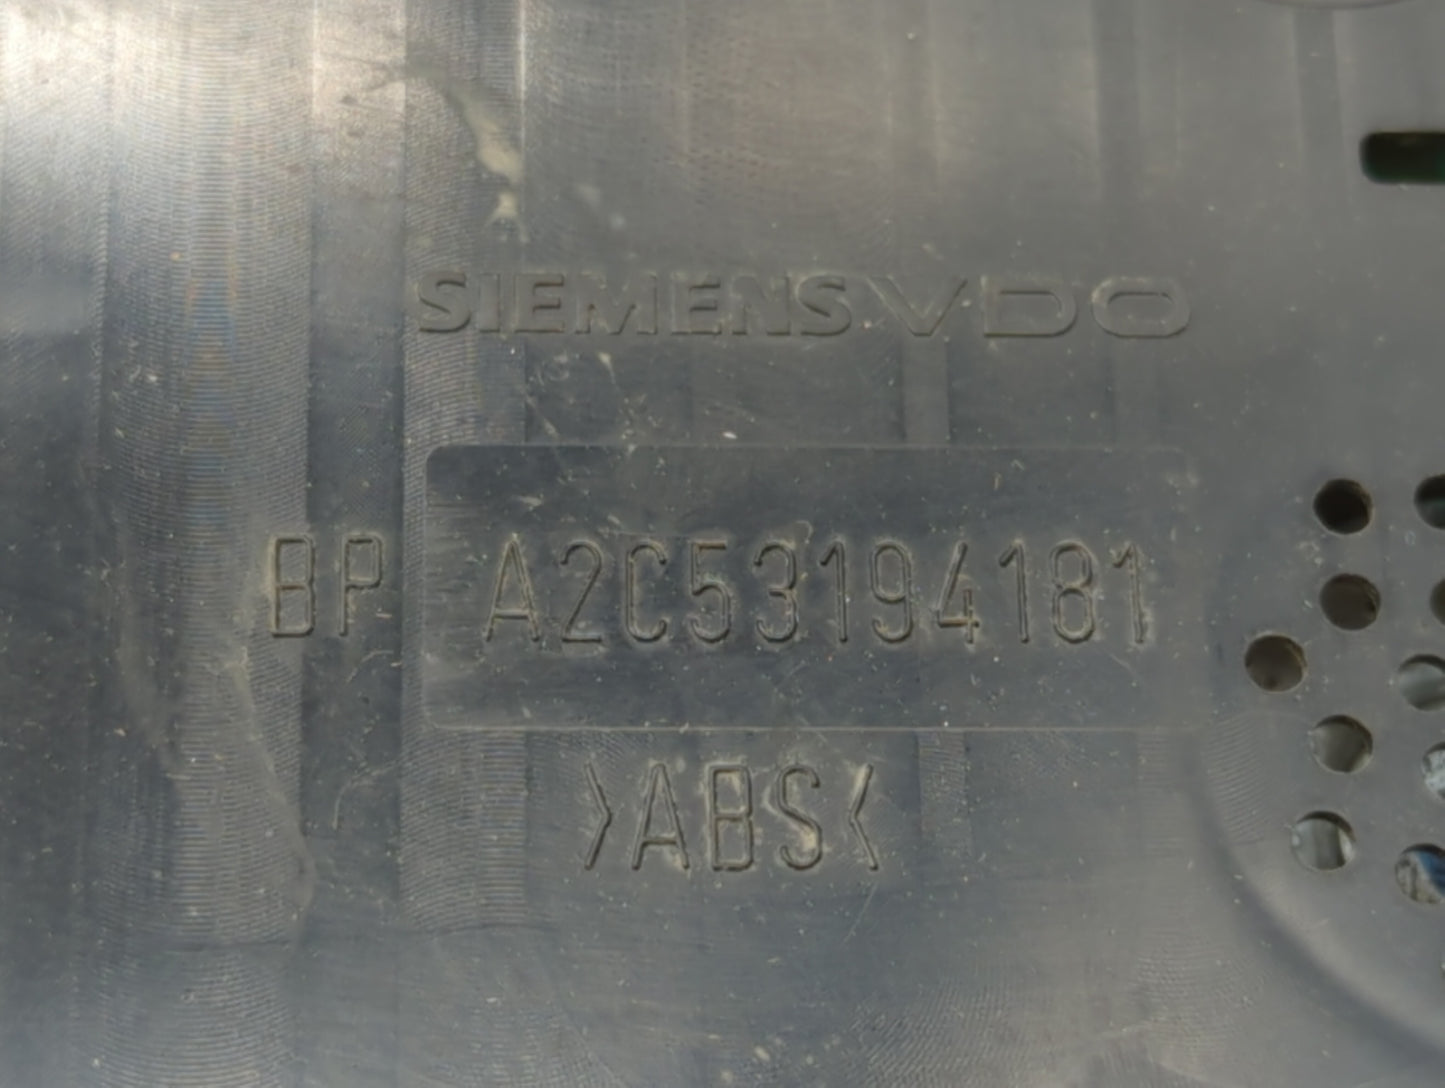 SIEMENS VDO
BP A2C53194181
>ABS<